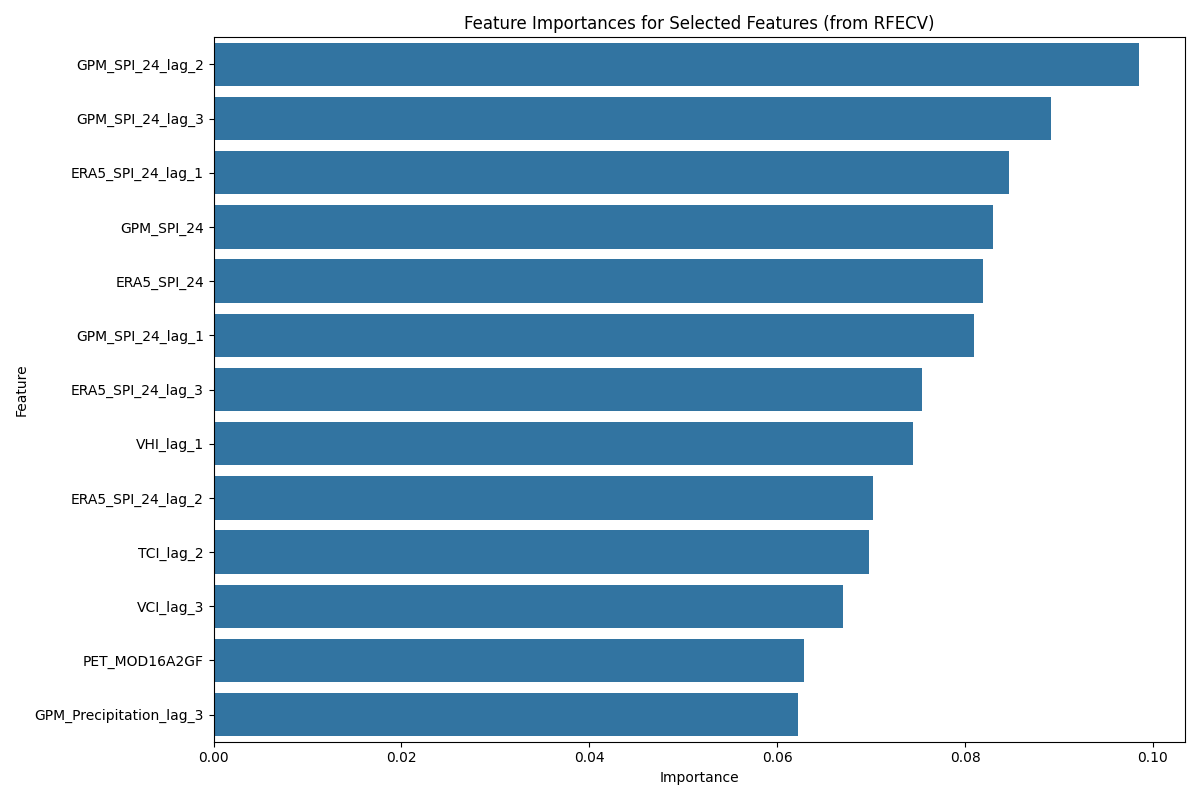 Feature Importances for Selected Features (from RFECV)
GPM_SPI_24_lag_2
GPM_SPI_24_lag_3
ERA5_SPI_24_lag_1
GPM_SPI_24
ERA5_SPI_24
GPM_SPI_24_lag_1
ERA5_SPI_24_lag_3
VHI_lag_1
ERA5_SPI_24_lag_2
TCI_lag_2
VCI_lag_3
PET_MOD16A2GF
GPM_Precipitation_lag_3
Feature
0.00 0.02 0.04 0.06 0.08 0.10
Importance